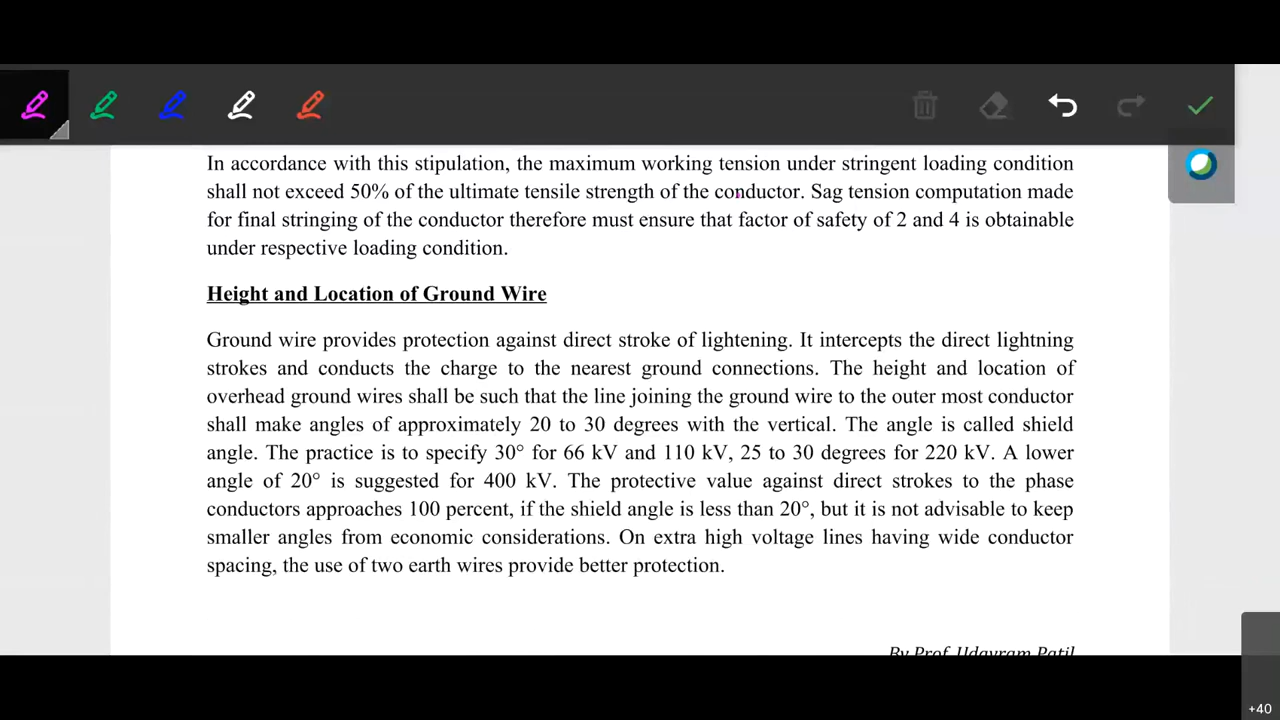 In accordance with this stipulation, the maximum working tension under stringent loading condition
shall not exceed 50% of the ultimate tensile strength of the conductor. Sag tension computation made
for final stringing of the conductor therefore must ensure that factor of safety of 2 and 4 is obtainable
under respective loading condition.
Height and Location of Ground Wire
Ground wire provides protection against direct stroke of lightening. It intercepts the direct lightning
strokes and conducts the charge to the nearest ground connections. The height and location of
overhead ground wires shall be such that the line joining the ground wire to the outer most conductor
shall make angles of approximately 20 to 30 degrees with the vertical. The angle is called shield
angle. The practice is to specify 30° for 66 kV and 110 kV, 25 to 30 degrees for 220 kV. A lower
angle of 20° is suggested for 400 kV. The protective value against direct strokes to the phase
conductors approaches 100 percent, if the shield angle is less than 20°, but it is not advisable to keep
smaller angles from economic considerations. On extra high voltage lines having wide conductor
spacing, the use of two earth wires provide better protection.
By Prof. Udayram Patil
+40